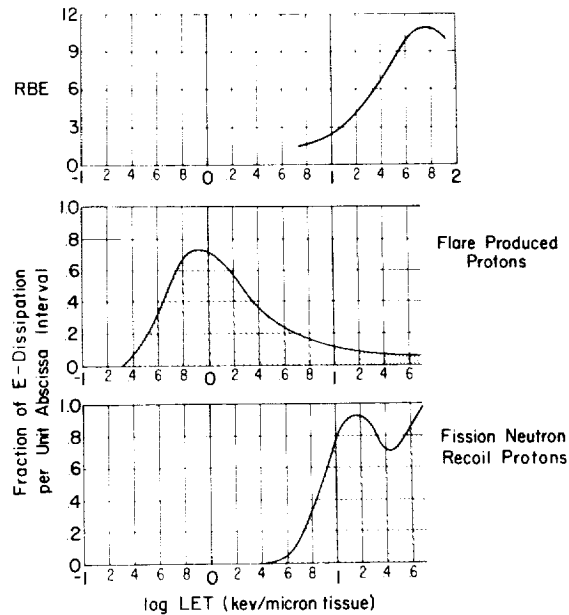 12
9
RBE
6
3
0
-1 2 4 6 8 0 2 4 6 8 1 2 4 6 8 2
1.0
.8
.6
.4
.2
0
-1 2 4 6 8 0 2 4 6 8 1 2 4 6
Flare Produced
Protons
Fraction of E-Dissipation
per Unit Abscissa Interval
1.0
.8
.6
.4
.2
0
-1 2 4 6 8 0 2 4 6 8 1 2 4 6
Fission Neutron
Recoil Protons
log LET (kev/micron tissue)